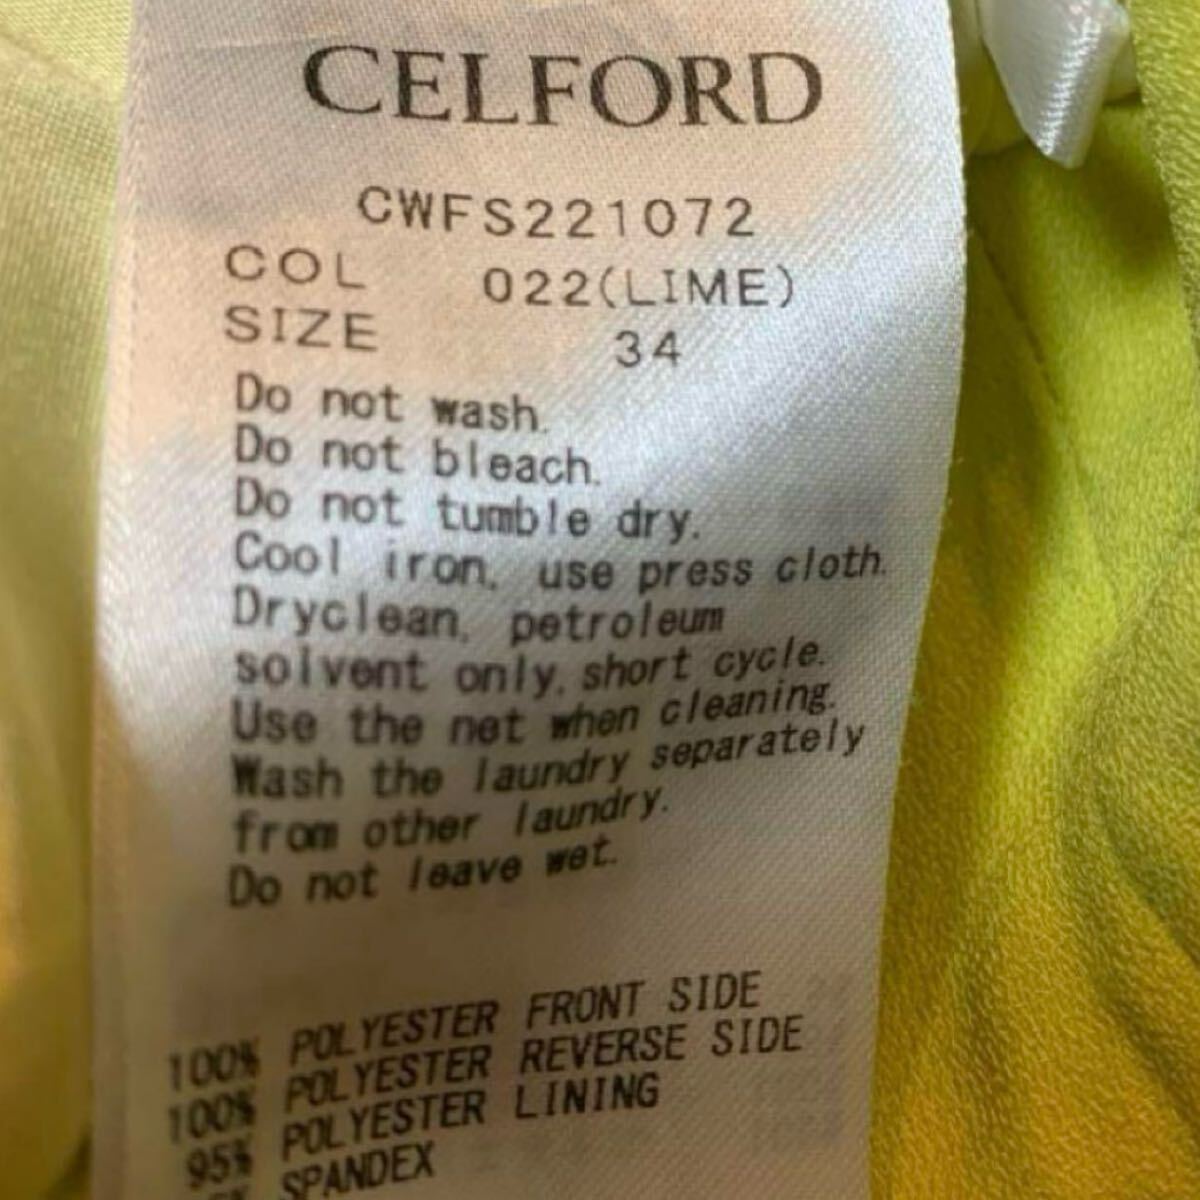 CELFORD
CWFS221072
COL 022(LIME)
SIZE 34
Do not wash.
Do not bleach.
Do not tumble dry.
Cool iron, use press cloth.
Dryclean, petroleum
solvent only, short cycle.
Use the net when cleaning.
Wash the laundry separately
from other laundry.
Do not leave wet.
100% POLYESTER FRONT SIDE
100% POLYESTER REVERSE SIDE
95% POLYESTER LINING
SPANDEX